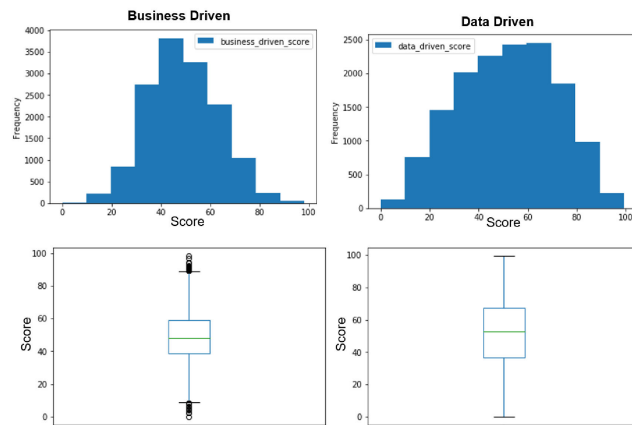 Business Driven
Data Driven
4000
3500
3000
2500
2000
1500
1000
500
0
Frequency
business_driven_score
0 20 40 60 80 100
Score
2500
2000
1500
1000
500
0
Frequency
data_driven_score
0 20 40 60 80 100
Score
100
80
60
40
20
0
Score
100
80
60
40
20
0
Score